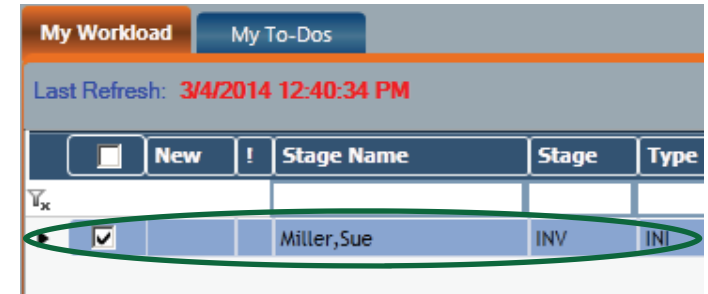 My Workload My To-Dos
Last Refresh: 3/4/2014 12:40:34 PM
New ! Stage Name Stage Type
Miller,Sue INV INI